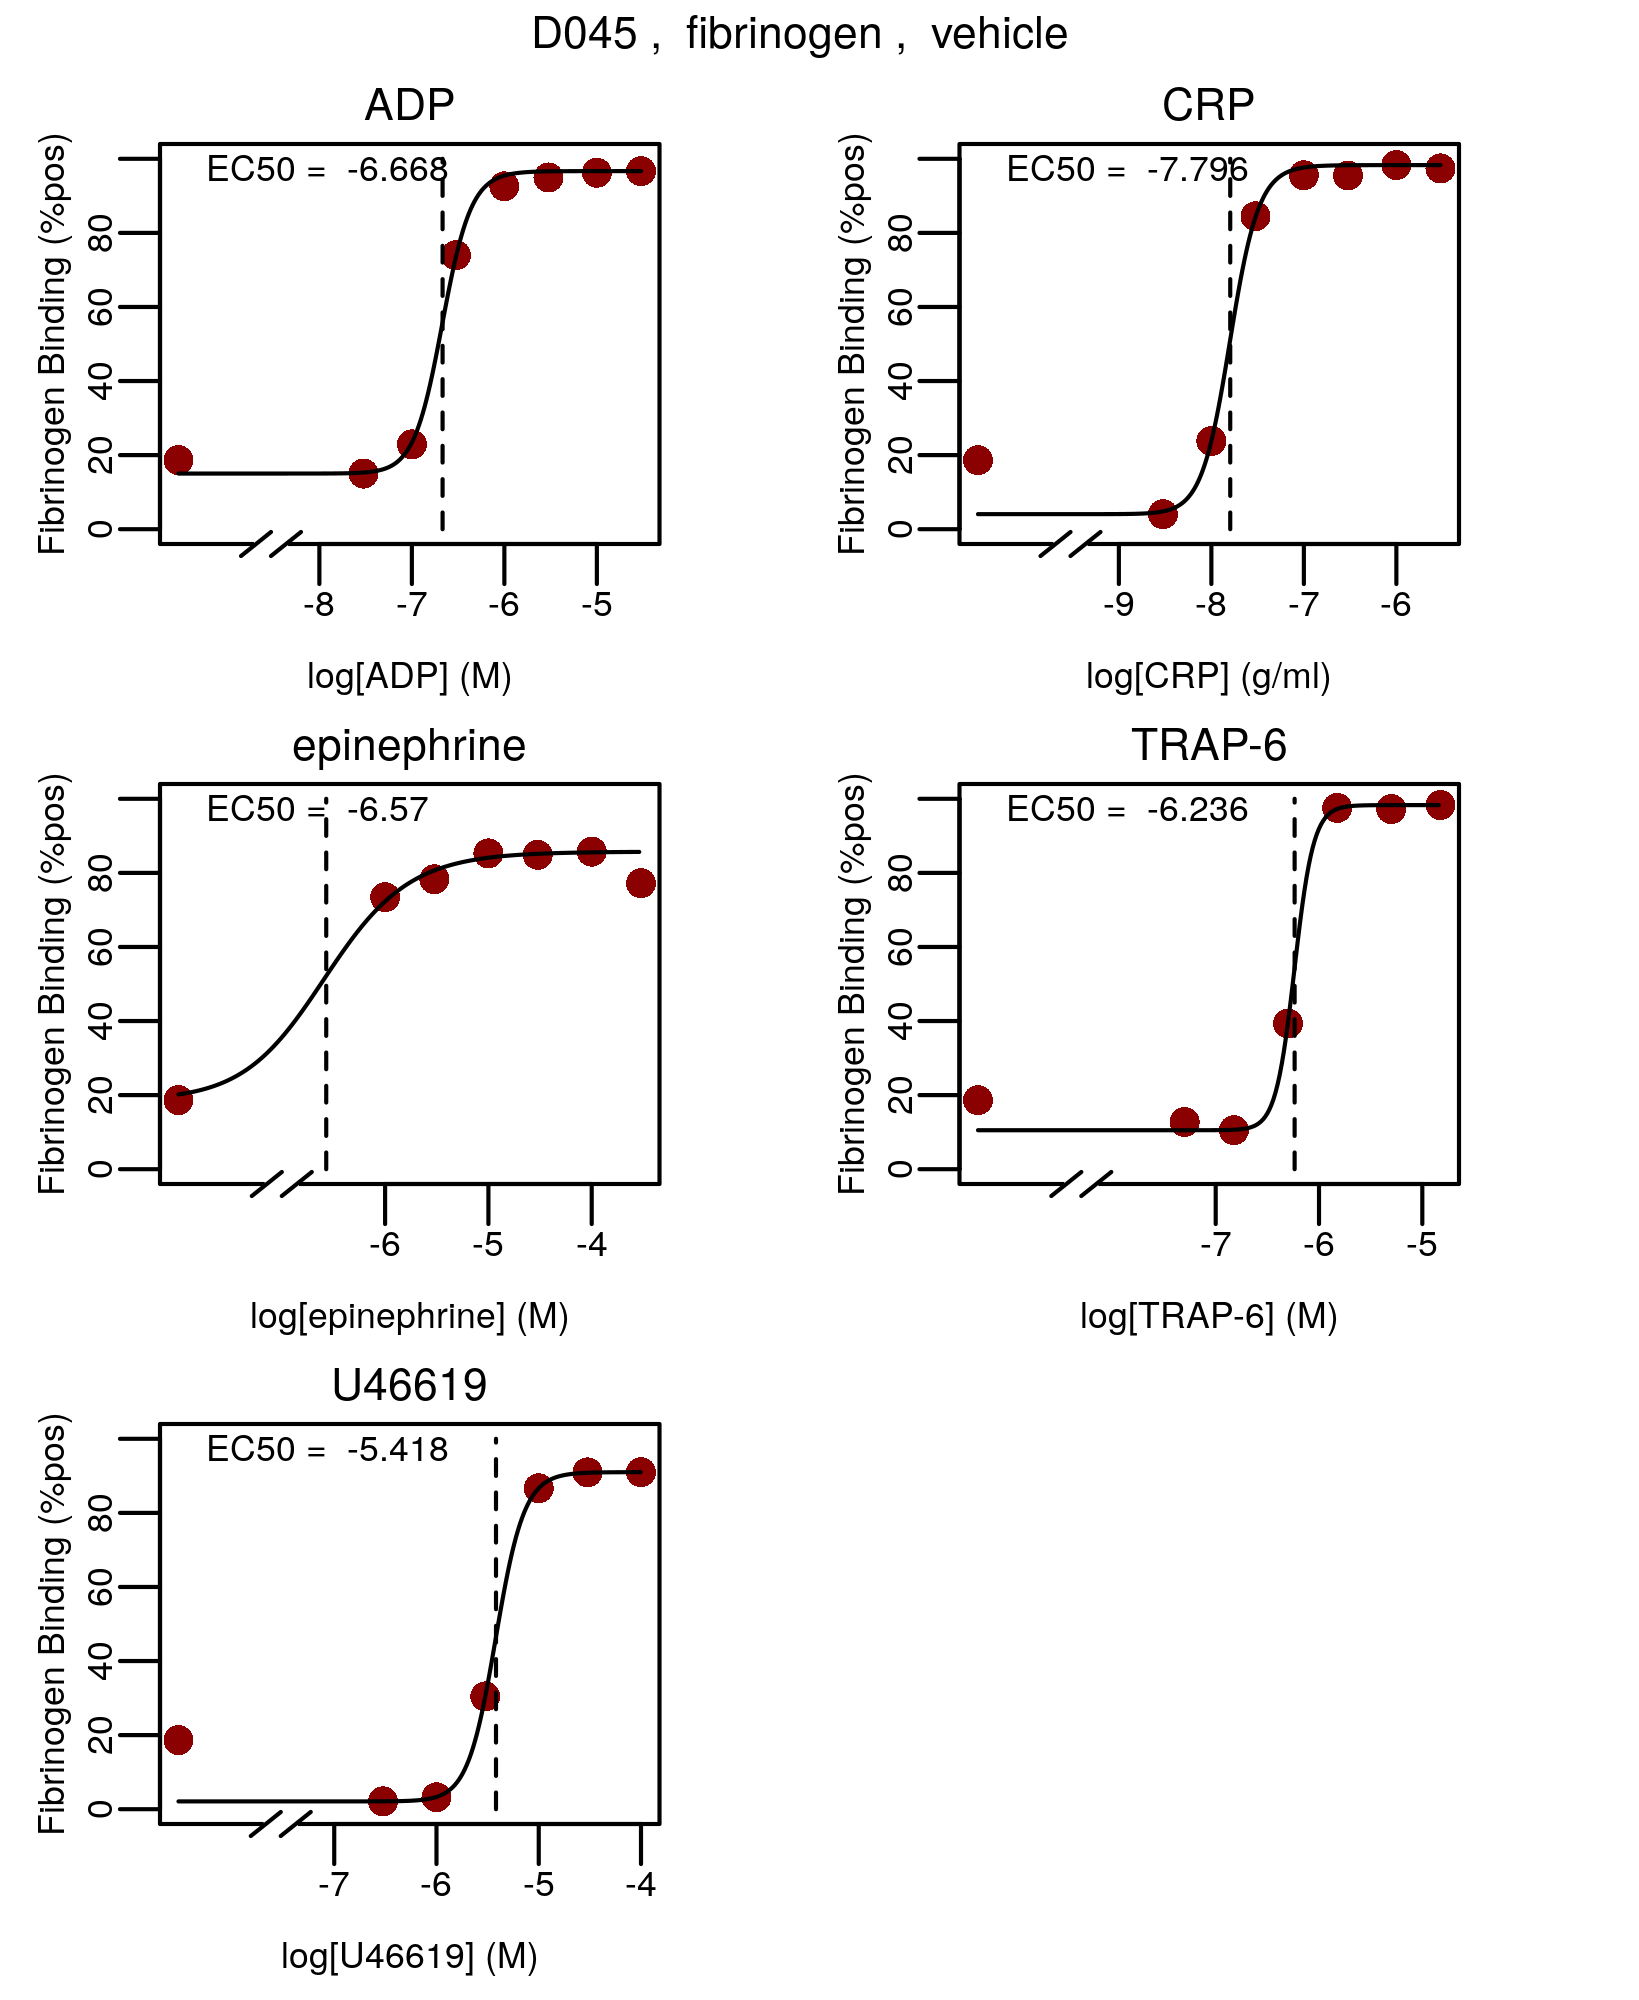 D045 , fibrinogen , vehicle
ADP
EC50 = -6.668
Fibrinogen Binding (%pos)
0 20 40 60 80
-8 -7 -6 -5
log[ADP] (M)
CRP
EC50 = -7.796
Fibrinogen Binding (%pos)
0 20 40 60 80
-9 -8 -7 -6
log[CRP] (g/ml)
epinephrine
EC50 = -6.57
Fibrinogen Binding (%pos)
0 20 40 60 80
-6 -5 -4
log[epinephrine] (M)
TRAP-6
EC50 = -6.236
Fibrinogen Binding (%pos)
0 20 40 60 80
-7 -6 -5
log[TRAP-6] (M)
U46619
EC50 = -5.418
Fibrinogen Binding (%pos)
0 20 40 60 80
-7 -6 -5 -4
log[U46619] (M)